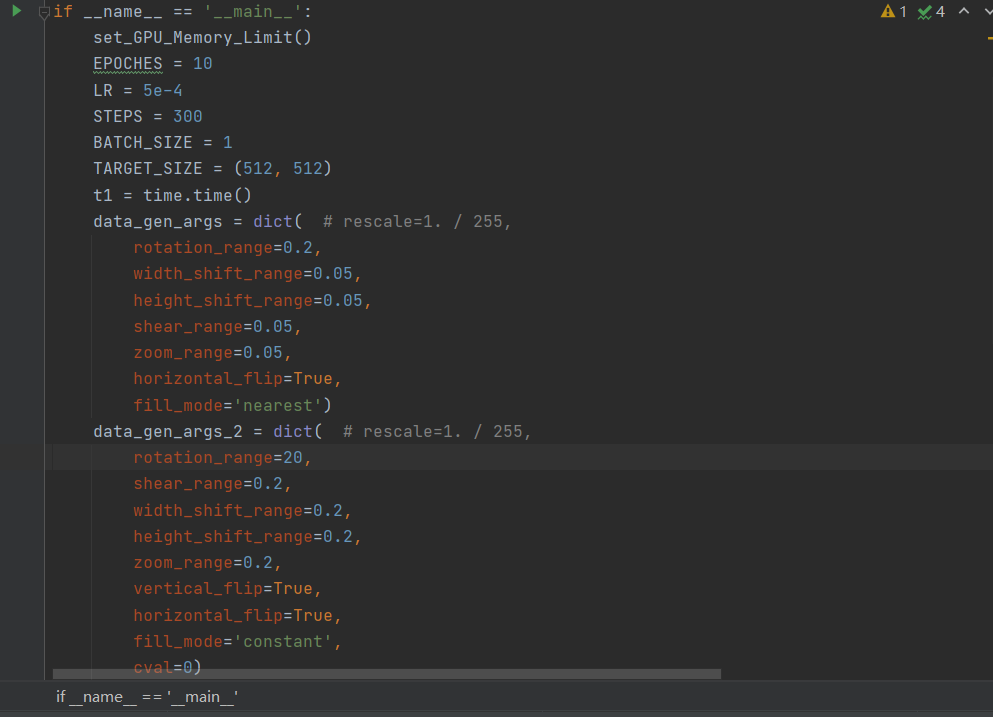 if __name__ == '__main__':
1 4
    set_GPU_Memory_Limit()
    EPOCHES = 10
    LR = 5e-4
    STEPS = 300
    BATCH_SIZE = 1
    TARGET_SIZE = (512, 512)
    t1 = time.time()
    data_gen_args = dict(  # rescale=1. / 255,
        rotation_range=0.2,
        width_shift_range=0.05,
        height_shift_range=0.05,
        shear_range=0.05,
        zoom_range=0.05,
        horizontal_flip=True,
        fill_mode='nearest')
    data_gen_args_2 = dict(  # rescale=1. / 255,
        rotation_range=20,
        shear_range=0.2,
        width_shift_range=0.2,
        height_shift_range=0.2,
        zoom_range=0.2,
        vertical_flip=True,
        horizontal_flip=True,
        fill_mode='constant',
        cval=0)
if __name__ == '__main__'